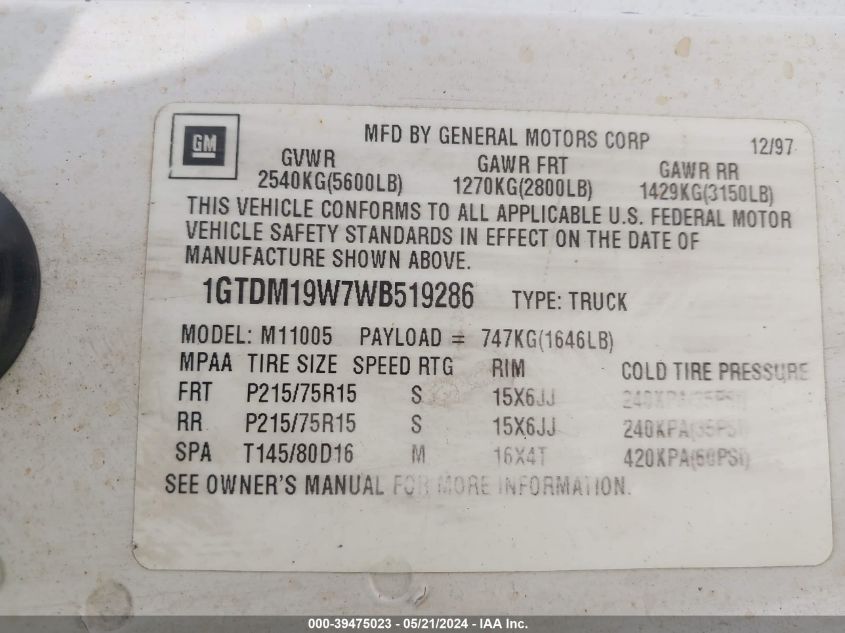 GM
MFD BY GENERAL MOTORS CORP 12/97
GVWR GAWR FRT GAWR RR
2540KG(5600LB) 1270KG(2800LB) 1429KG(3150LB)
THIS VEHICLE CONFORMS TO ALL APPLICABLE U.S. FEDERAL MOTOR
VEHICLE SAFETY STANDARDS IN EFFECT ON THE DATE OF
MANUFACTURE SHOWN ABOVE.
1GTDM19W7WB519286 TYPE: TRUCK
MODEL: M11005 PAYLOAD = 747KG(1646LB)
MPAA TIRE SIZE SPEED RTG RIM COLD TIRE PRESSURE
FRT P215/75R15 S 15X6JJ 240KPA(35PSI)
RR P215/75R15 S 15X6JJ 240KPA(35PSI)
SPA T145/80D16 M 16X4T 420KPA(60PSI)
SEE OWNER'S MANUAL FOR MORE INFORMATION.
000-39475023 — 05/21/2024 — IAA Inc.